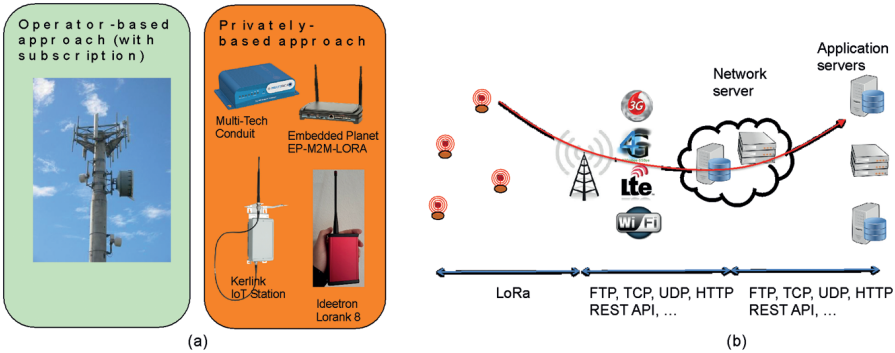 Operator-based
approach (with
subscription)
Privately-
based approach
Multi-Tech
Conduit
Embedded Planet
EP-M2M-LORA
Kerlink
IoT Station
Ideetron
Lorank 8
(a)
Application
servers
Network
server
3G
4G
Lte
Wi Fi
LoRa
FTP, TCP, UDP, HTTP
REST API, ...
FTP, TCP, UDP, HTTP
REST API, ...
(b)